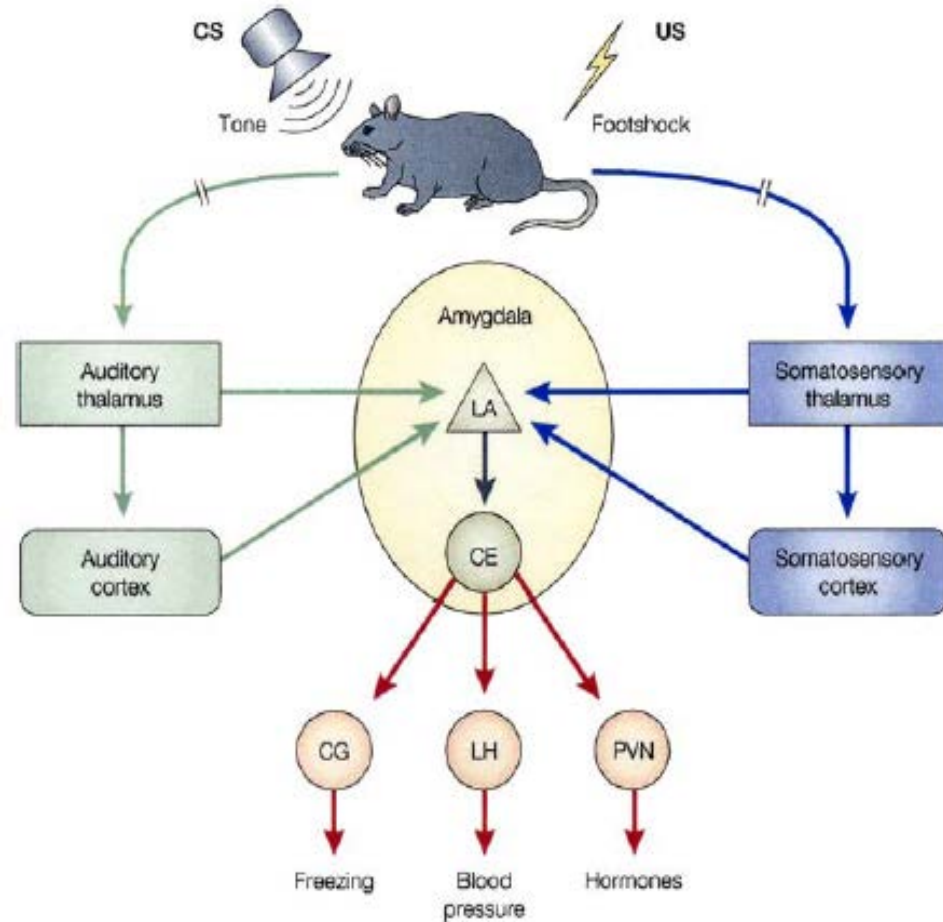 CS
US
Tone
Footshock
Amygdala
Auditory
thalamus
LA
Somatosensory
thalamus
Auditory
cortex
CE
Somatosensory
cortex
CG
LH
PVN
Freezing
Blood
pressure
Hormones